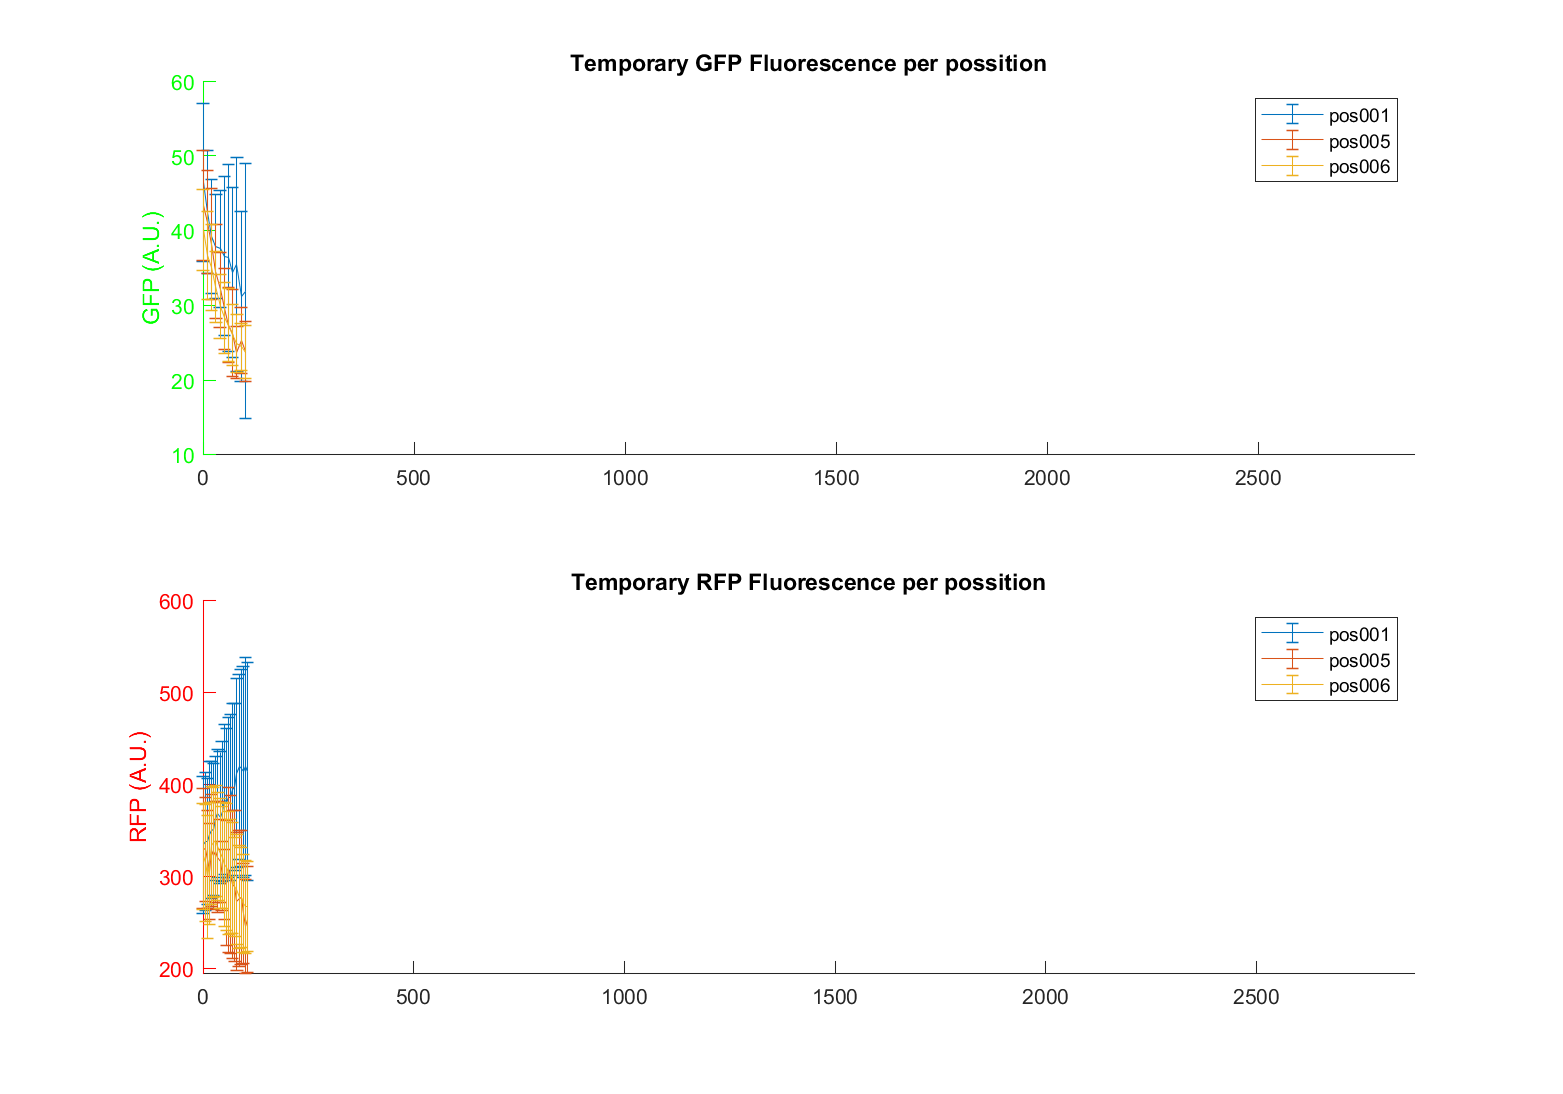 Temporary GFP Fluorescence per possition
60
50
40
30
20
10
GFP (A.U.)
pos001
pos005
pos006
0 500 1000 1500 2000 2500
Temporary RFP Fluorescence per possition
600
500
400
300
200
RFP (A.U.)
pos001
pos005
pos006
0 500 1000 1500 2000 2500